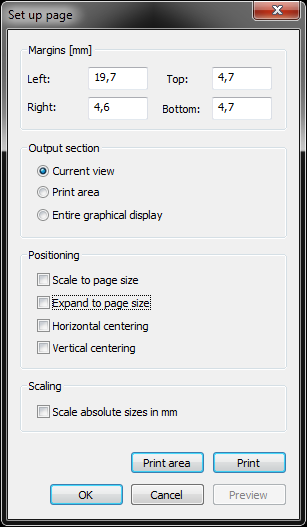 Set up page
Margins [mm]
Left: 19,7 Top: 4,7
Right: 4,6 Bottom: 4,7
Output section
Current view
Print area
Entire graphical display
Positioning
Scale to page size
Expand to page size
Horizontal centering
Vertical centering
Scaling
Scale absolute sizes in mm
Print area Print
OK Cancel Preview